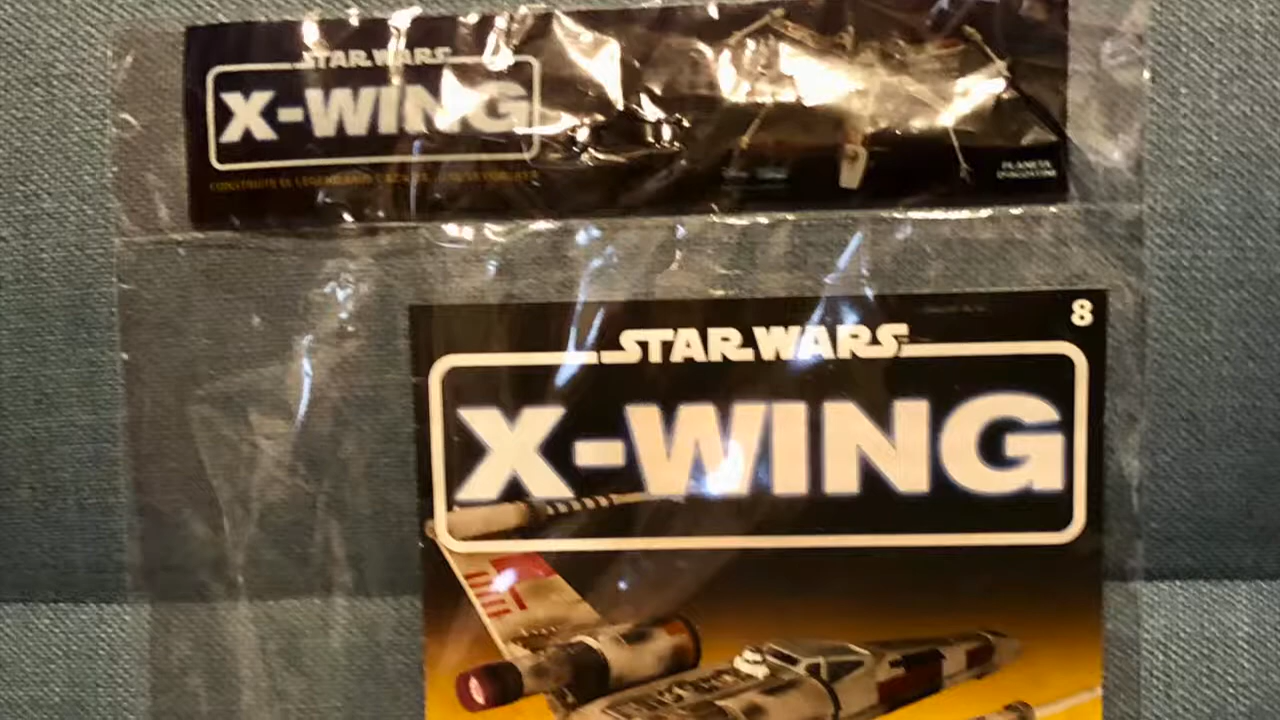 STAR WARS
X-WING
PLANETA
DEAGOSTINI
8
STAR WARS
X-WING